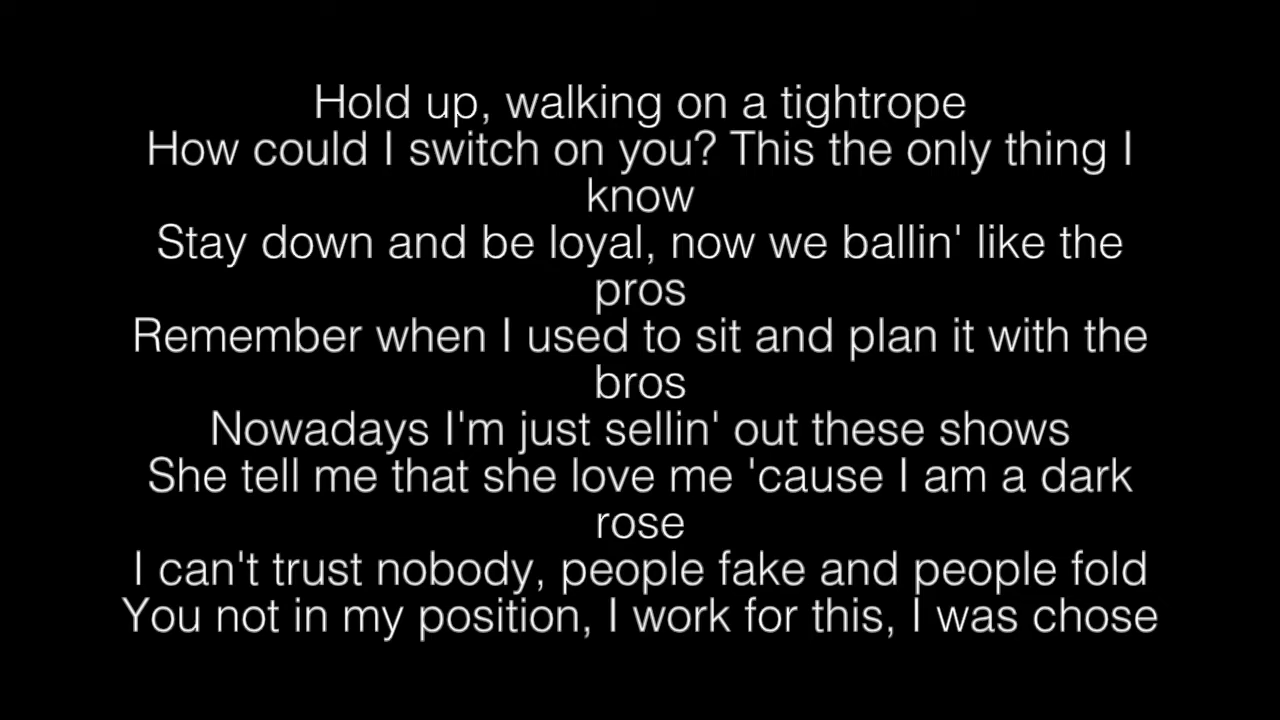 Hold up, walking on a tightrope
How could I switch on you? This the only thing I
know
Stay down and be loyal, now we ballin' like the
pros
Remember when I used to sit and plan it with the
bros
Nowadays I'm just sellin' out these shows
She tell me that she love me 'cause I am a dark
rose
I can't trust nobody, people fake and people fold
You not in my position, I work for this, I was chose